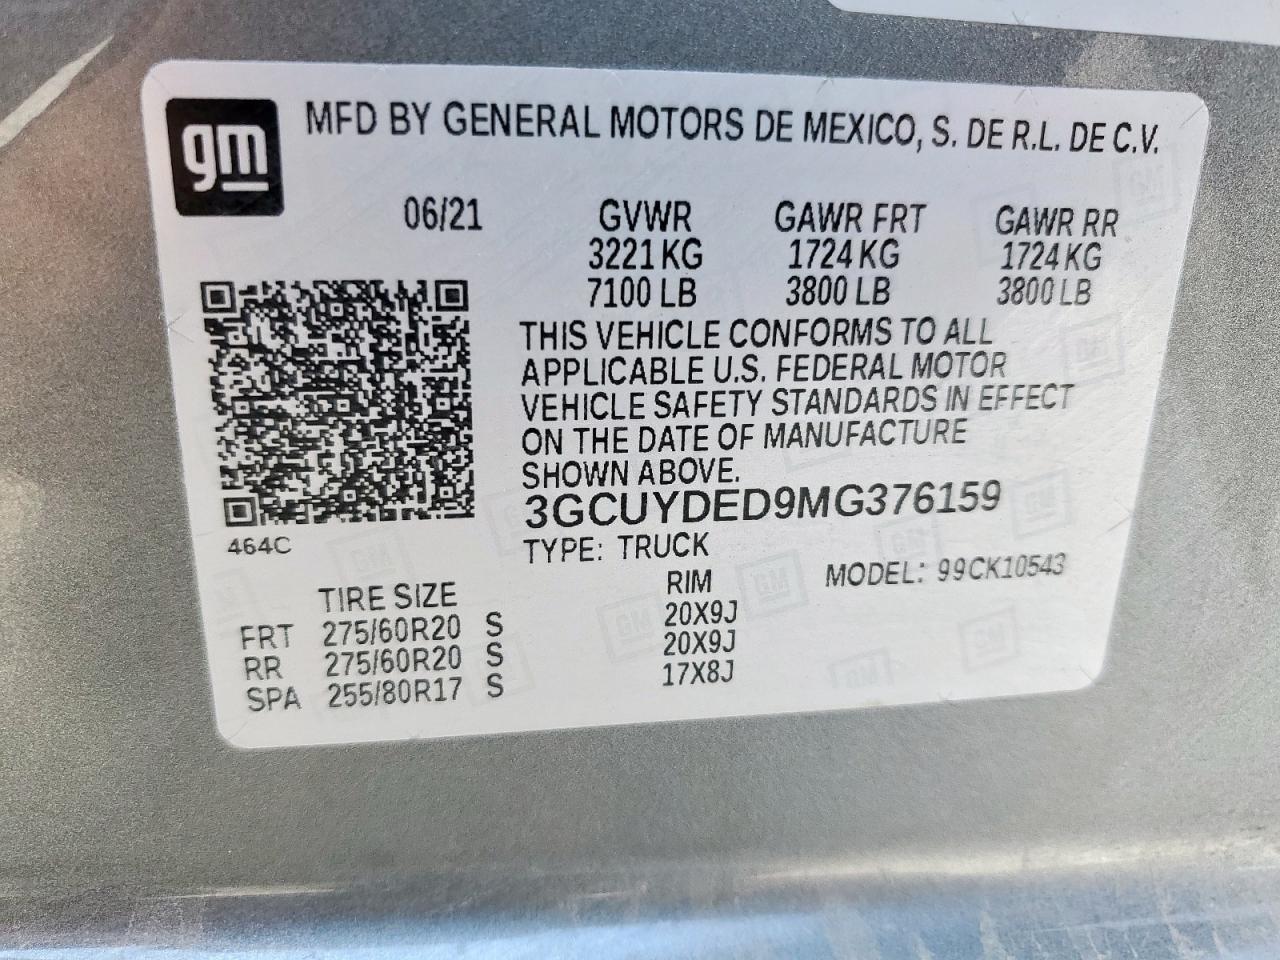 gm
MFD BY GENERAL MOTORS DE MEXICO, S. DE R.L. DE C.V.
06/21 GVWR GAWR FRT GAWR RR
3221 KG 1724 KG 1724 KG
7100 LB 3800 LB 3800 LB
THIS VEHICLE CONFORMS TO ALL
APPLICABLE U.S. FEDERAL MOTOR
VEHICLE SAFETY STANDARDS IN EFFECT
ON THE DATE OF MANUFACTURE
SHOWN ABOVE.
3GCUYDED9MG376159
464C
TYPE: TRUCK MODEL: 99CK10543
TIRE SIZE RIM
FRT 275/60R20 S 20X9J
RR 275/60R20 S 20X9J
SPA 255/80R17 S 17X8J